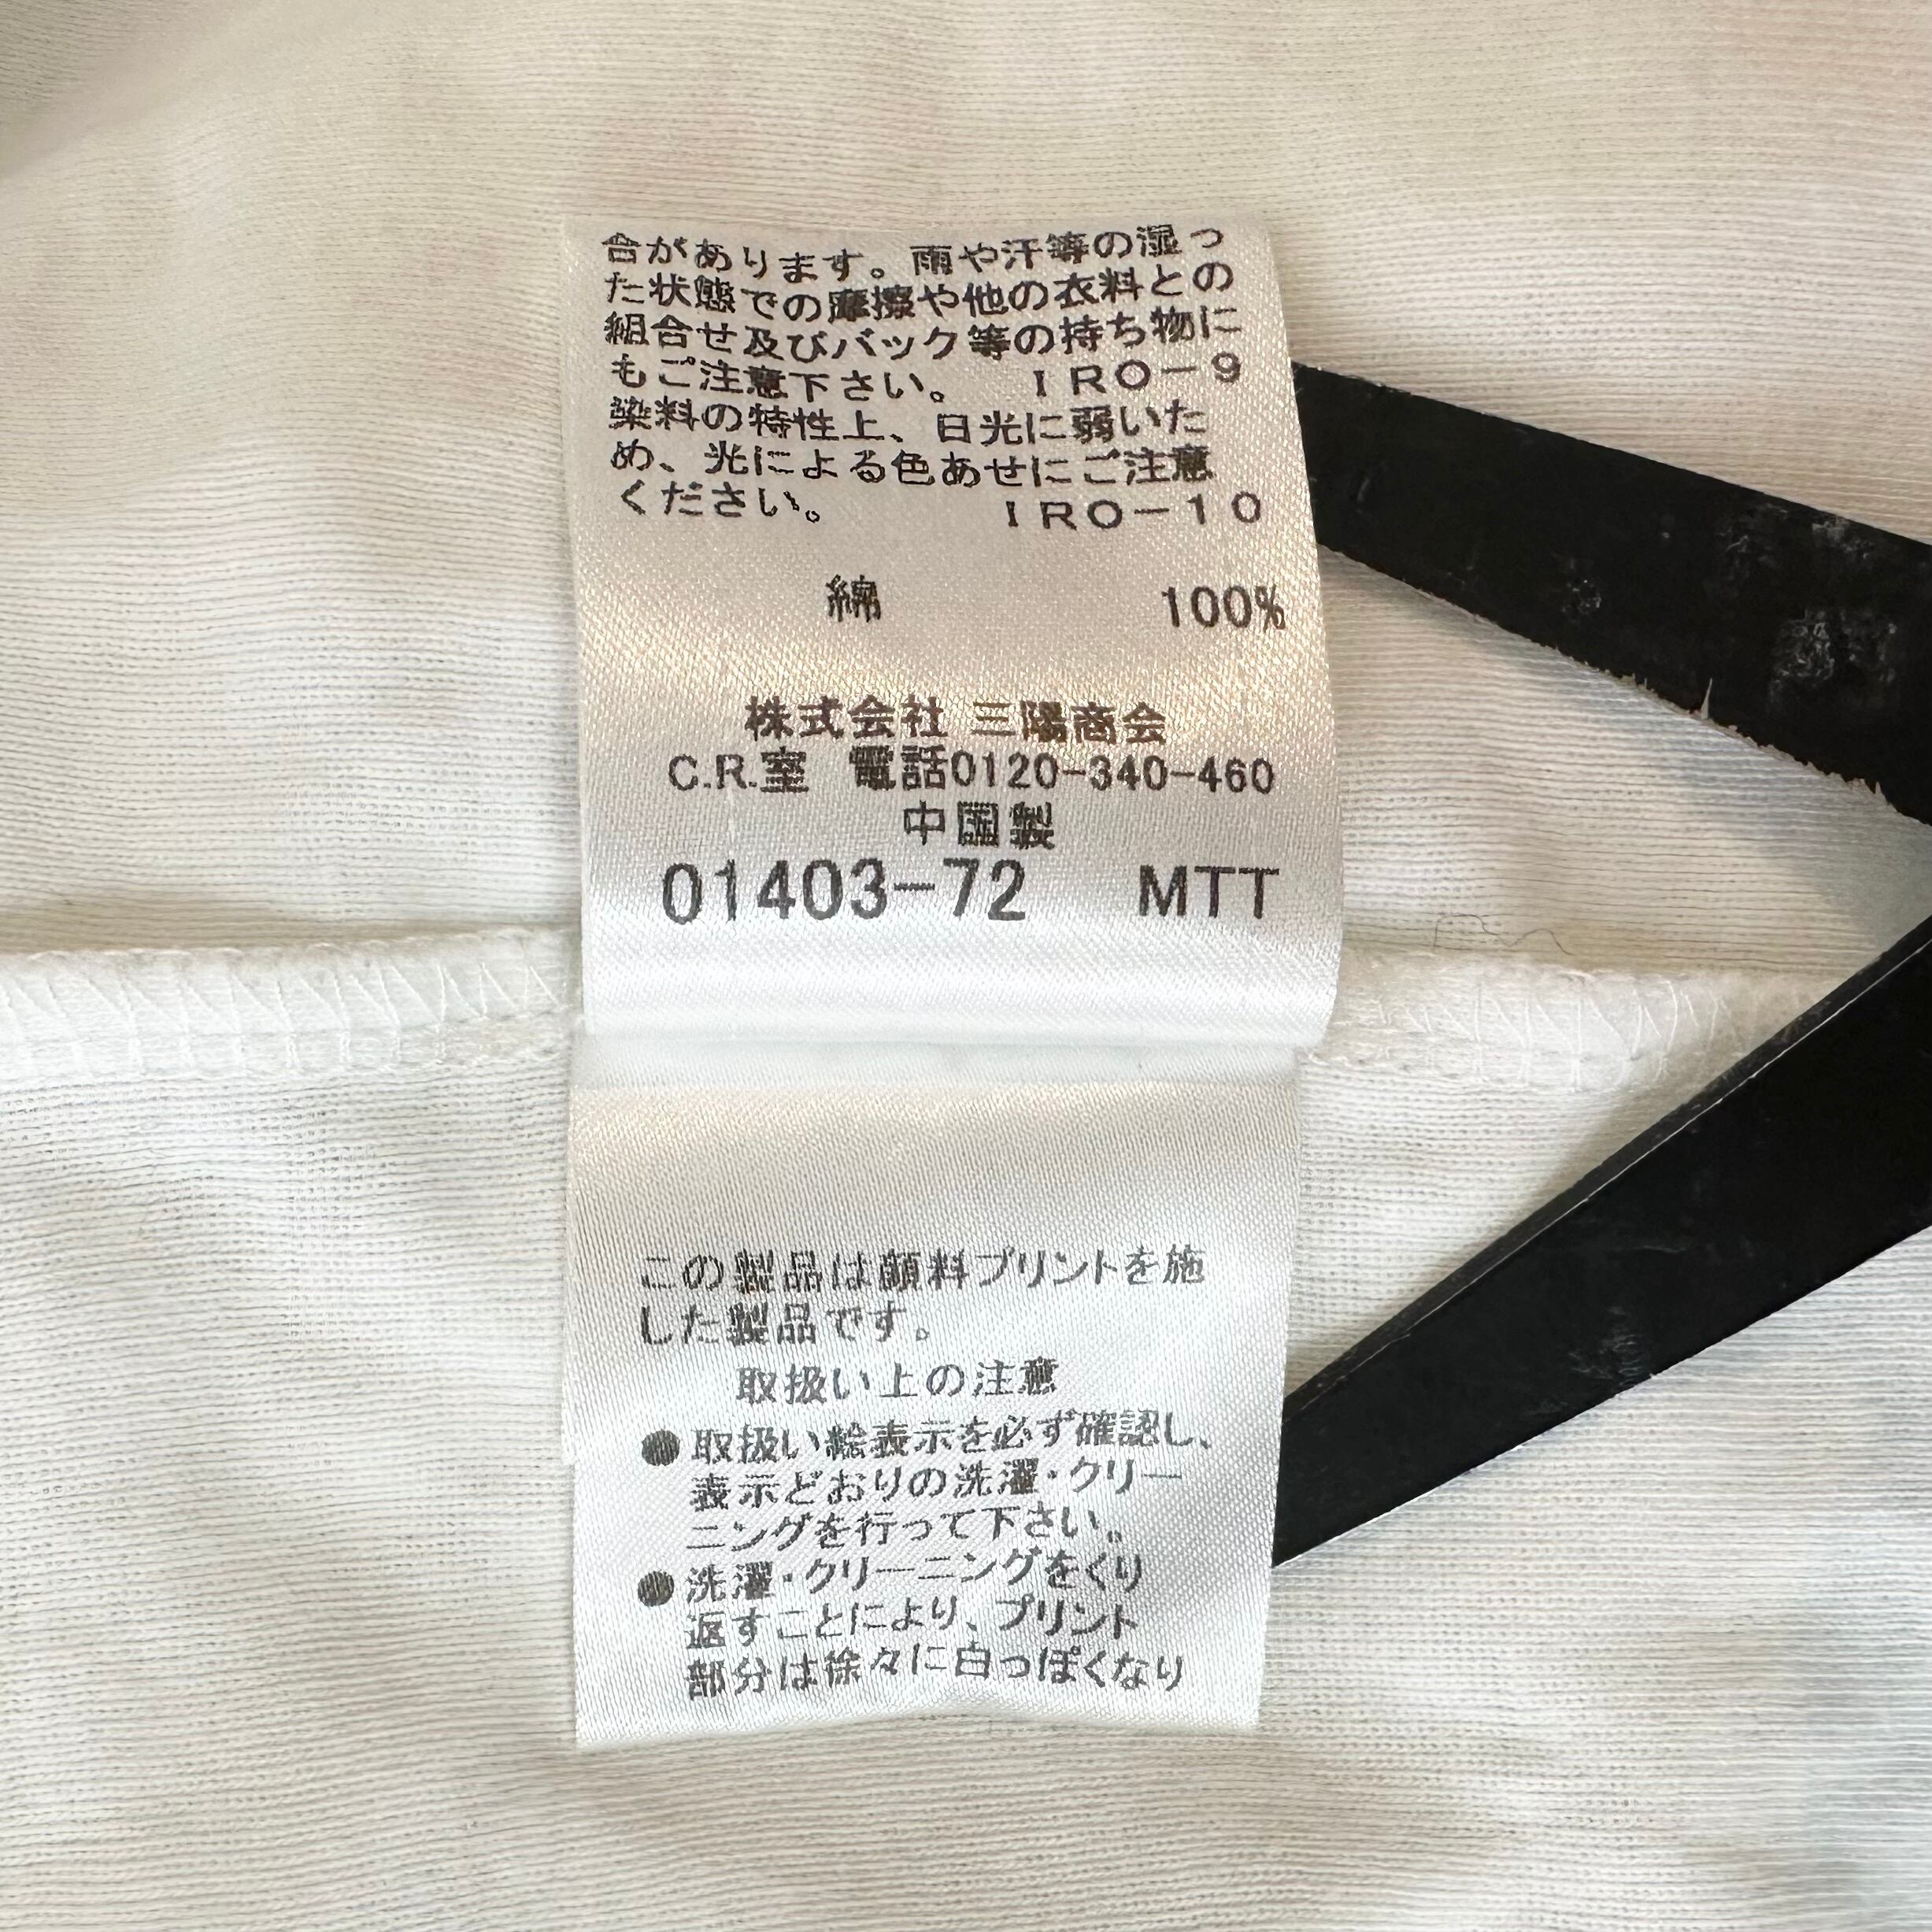 合があります。雨や汗等の湿っ
た状態での摩擦や他の衣料との
組合せ及びバック等の持ち物に
もご注意下さい。 IRO-9
染料の特性上、日光に弱いた
め、光による色あせにご注意
ください。 IRO-10
綿 100%
株式会社 三陽商会
C.R.室 電話0120-340-460
中国製
01403-72 MTT
この製品は顔料プリントを施
した製品です。
取扱い上の注意
●取扱い絵表示を必ず確認し、
表示どおりの洗濯・クリー
ニングを行って下さい。
●洗濯・クリーニングをくり
返すことにより、プリント
部分は徐々に白っぽくなり